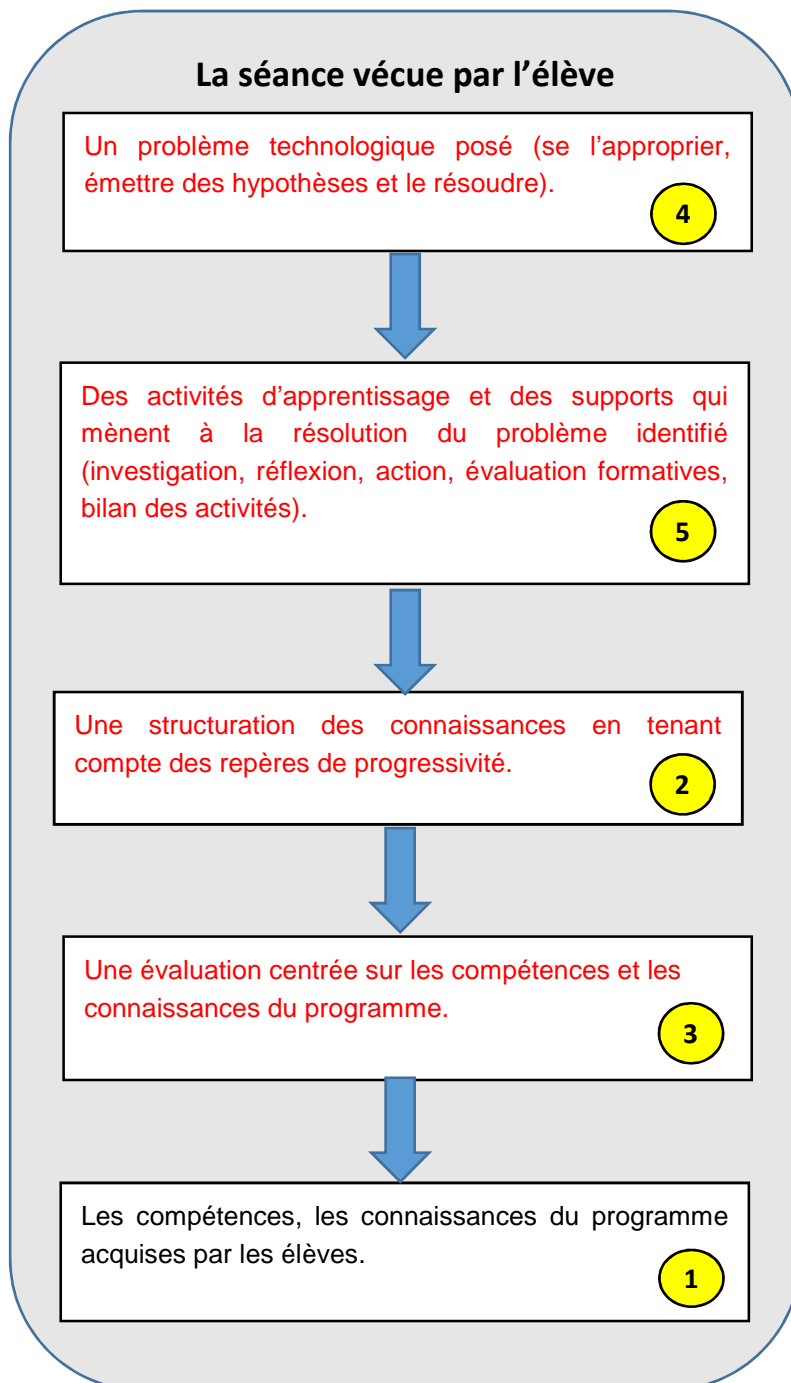 La séance vécue par l'élève
Un problème technologique posé (se l'approprier,
émettre des hypothèses et le résoudre).
4
Des activités d'apprentissage et des supports qui
mènent à la résolution du problème identifié
(investigation, réflexion, action, évaluation formatives,
bilan des activités).
5
Une structuration des connaissances en tenant
compte des repères de progressivité.
2
Une évaluation centrée sur les compétences et les
connaissances du programme.
3
Les compétences, les connaissances du programme
acquises par les élèves.
1